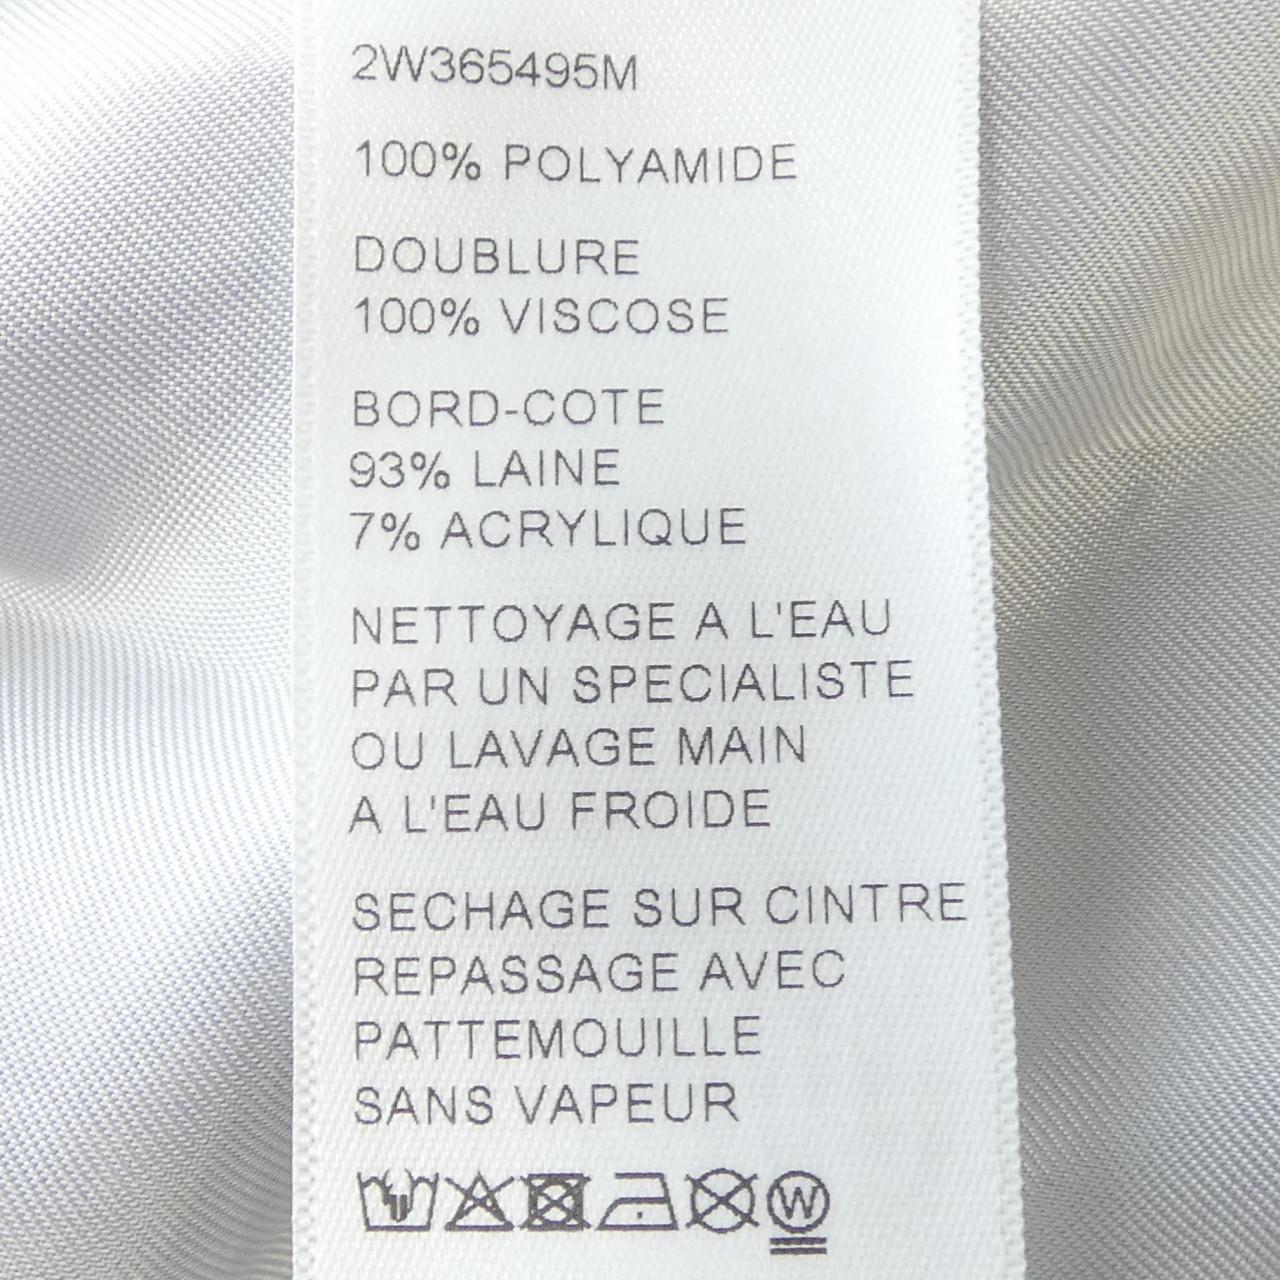 2W365495M
100% POLYAMIDE
DOUBLURE
100% VISCOSE
BORD-COTE
93% LAINE
7% ACRYLIQUE
NETTOYAGE A L'EAU
PAR UN SPECIALISTE
OU LAVAGE MAIN
A L'EAU FROIDE
SECHAGE SUR CINTRE
REPASSAGE AVEC
PATTEMOUILLE
SANS VAPEUR
W